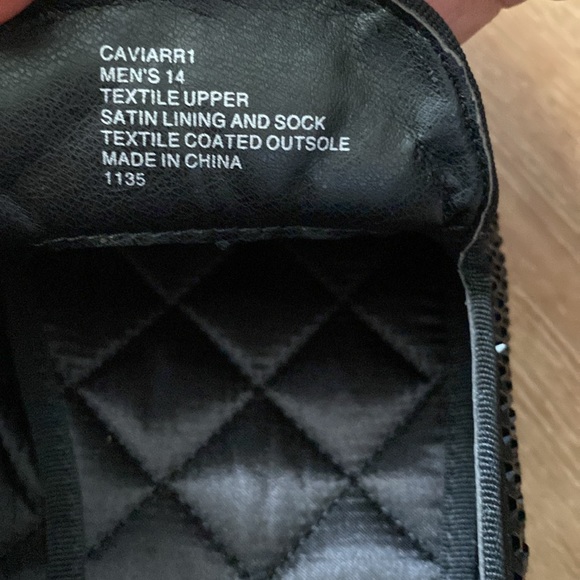 CAVIARR1
MEN'S 14
TEXTILE UPPER
SATIN LINING AND SOCK
TEXTILE COATED OUTSOLE
MADE IN CHINA
1135